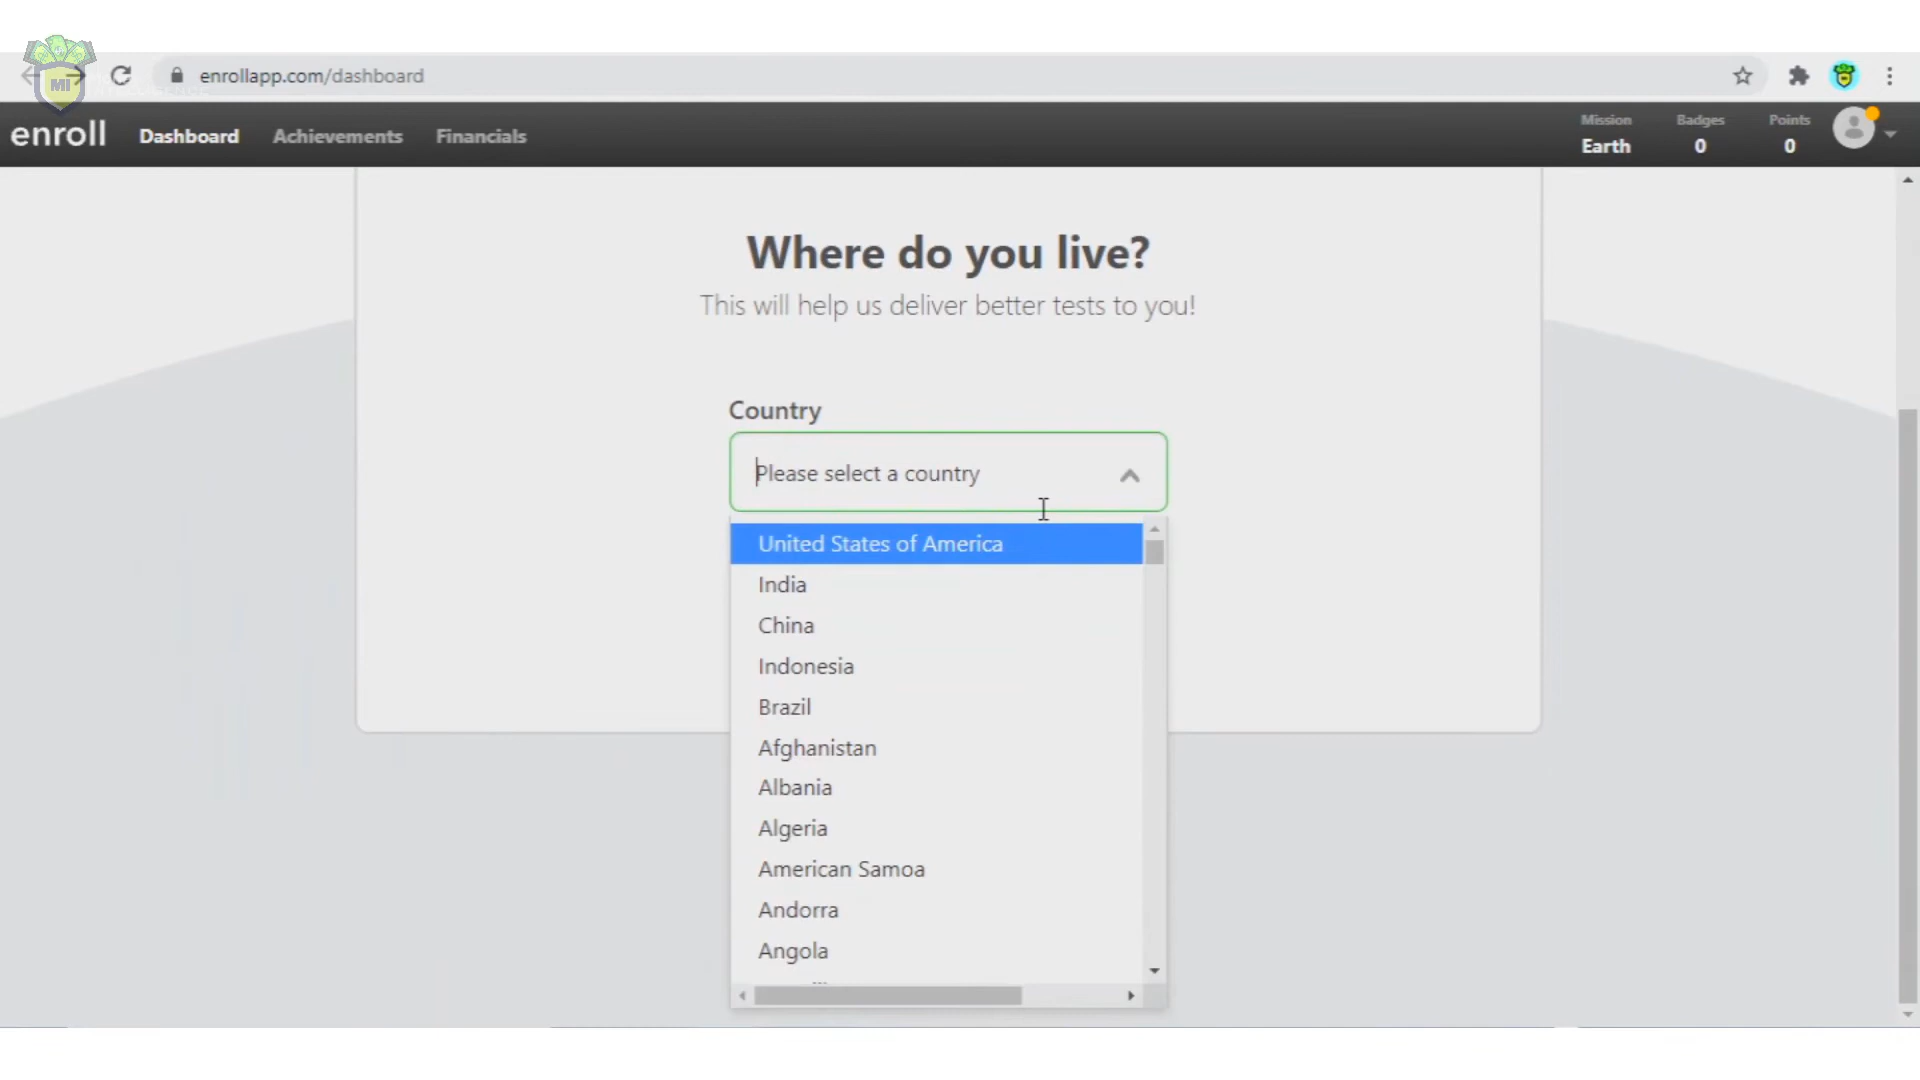 MI
enrollapp.com/dashboard
enroll
Dashboard
Achievements
Financials
Mission
Earth
Badges
0
Points
0
Where do you live?
This will help us deliver better tests to you!
Country
Please select a country
United States of America
India
China
Indonesia
Brazil
Afghanistan
Albania
Algeria
American Samoa
Andorra
Angola